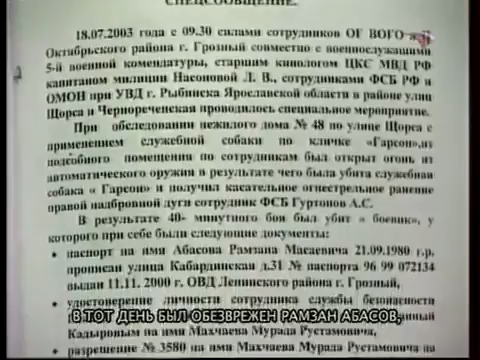 СПЕЦСООБЩЕНИЕ.
18.07.2003 года с 09.30 силами сотрудников ОГ ВОГО
Октябрьского района г. Грозный совместно с военнослужащими
5-й военной комендатуры, старшим кинологом ЦКС МВД РФ
капитаном милиции Насоновой Л. В., сотрудниками ФСБ РФ и
ОМОН при УВД г. Рыбинска Ярославской области в районе улиц
Щорса и Чернореченская проводилось специальное мероприятие.
При обследовании нежилого дома № 48 по улице Щорса с
применением служебной собаки по кличке «Гарсон»,из
подсобного помещения по сотрудникам был открыт огонь из
автоматического оружия в результате чего была убита служебная
собака « Гарсон» и получил касательное огнестрельное ранение
правой надбровной дуги сотрудник ФСБ Гуртопов А.С.
В результате 40- минутного боя был убит « боевик», у
которого при себе были следующие документы:
• паспорт на имя Абасова Рамзана Масаевича 21.09.1980 г.р.
прописан улица Кабардинская д.31 № паспорта 96 99 072134
выдан 11.11. 2000 г. ОВД Ленинского района г. Грозный,
• удостоверение личности сотрудника службы безопасности
В ТОТ ДЕНЬ БЫЛ ОБЕЗВРЕЖЕН РАМЗАН АБАСОВ,
Кадыровым на имя Махчаева Мурада Рустамовича,
• разрешение № 3580 на имя Махчаева Мурада Рустамовича на